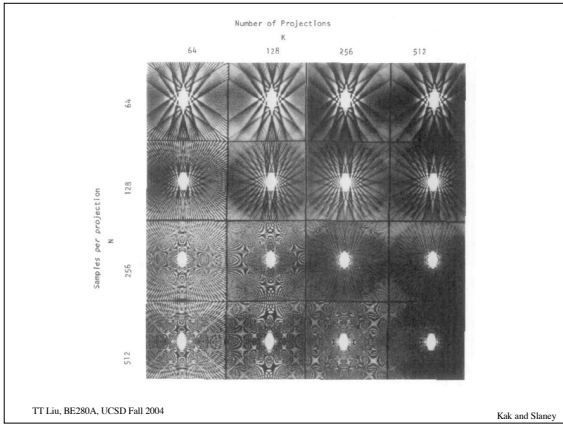 Number of Projections
K
64 128 256 512
64
128
256
512
Samples per projection
N
TT Liu, BE280A, UCSD Fall 2004
Kak and Slaney